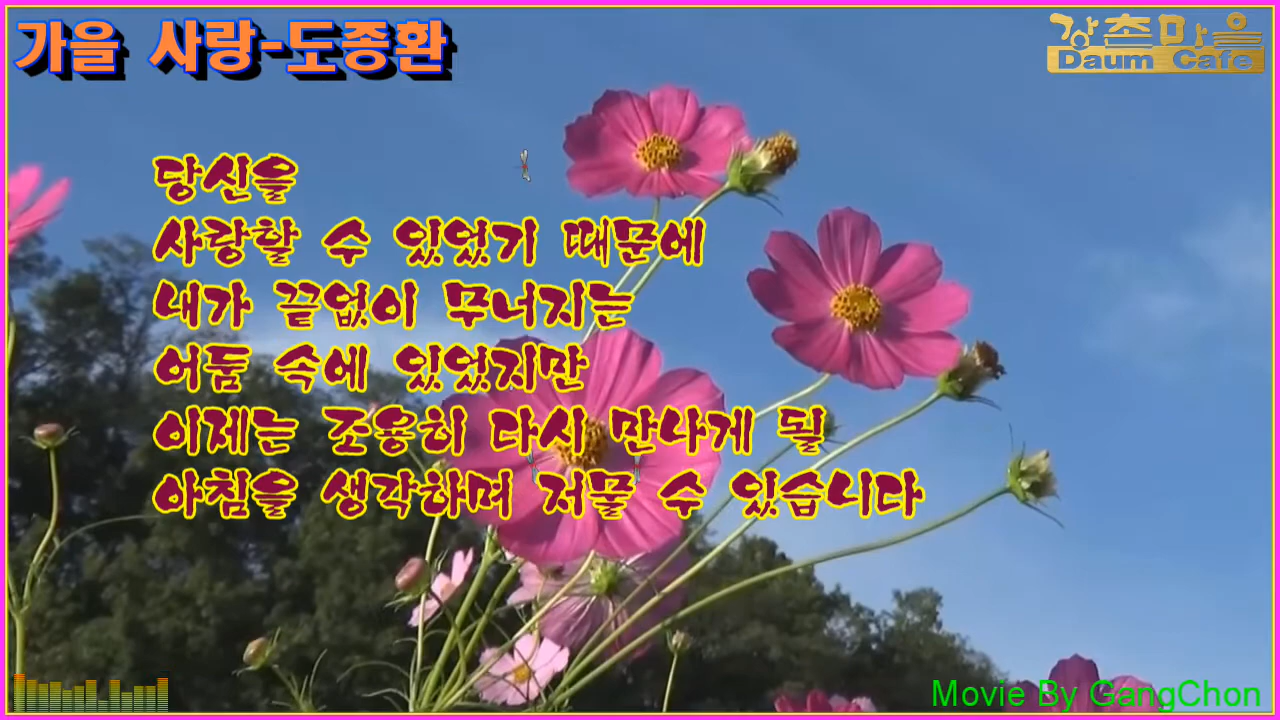 가을 사랑-도종환
강촌마을
Daum Cafe
당신을
사랑할 수 있었기 때문에
내가 끝없이 무너지는
어둠 속에 있었지만
이제는 조용히 다시 만나게 될
아침을 생각하며 저물 수 있습니다
Movie By GangChon